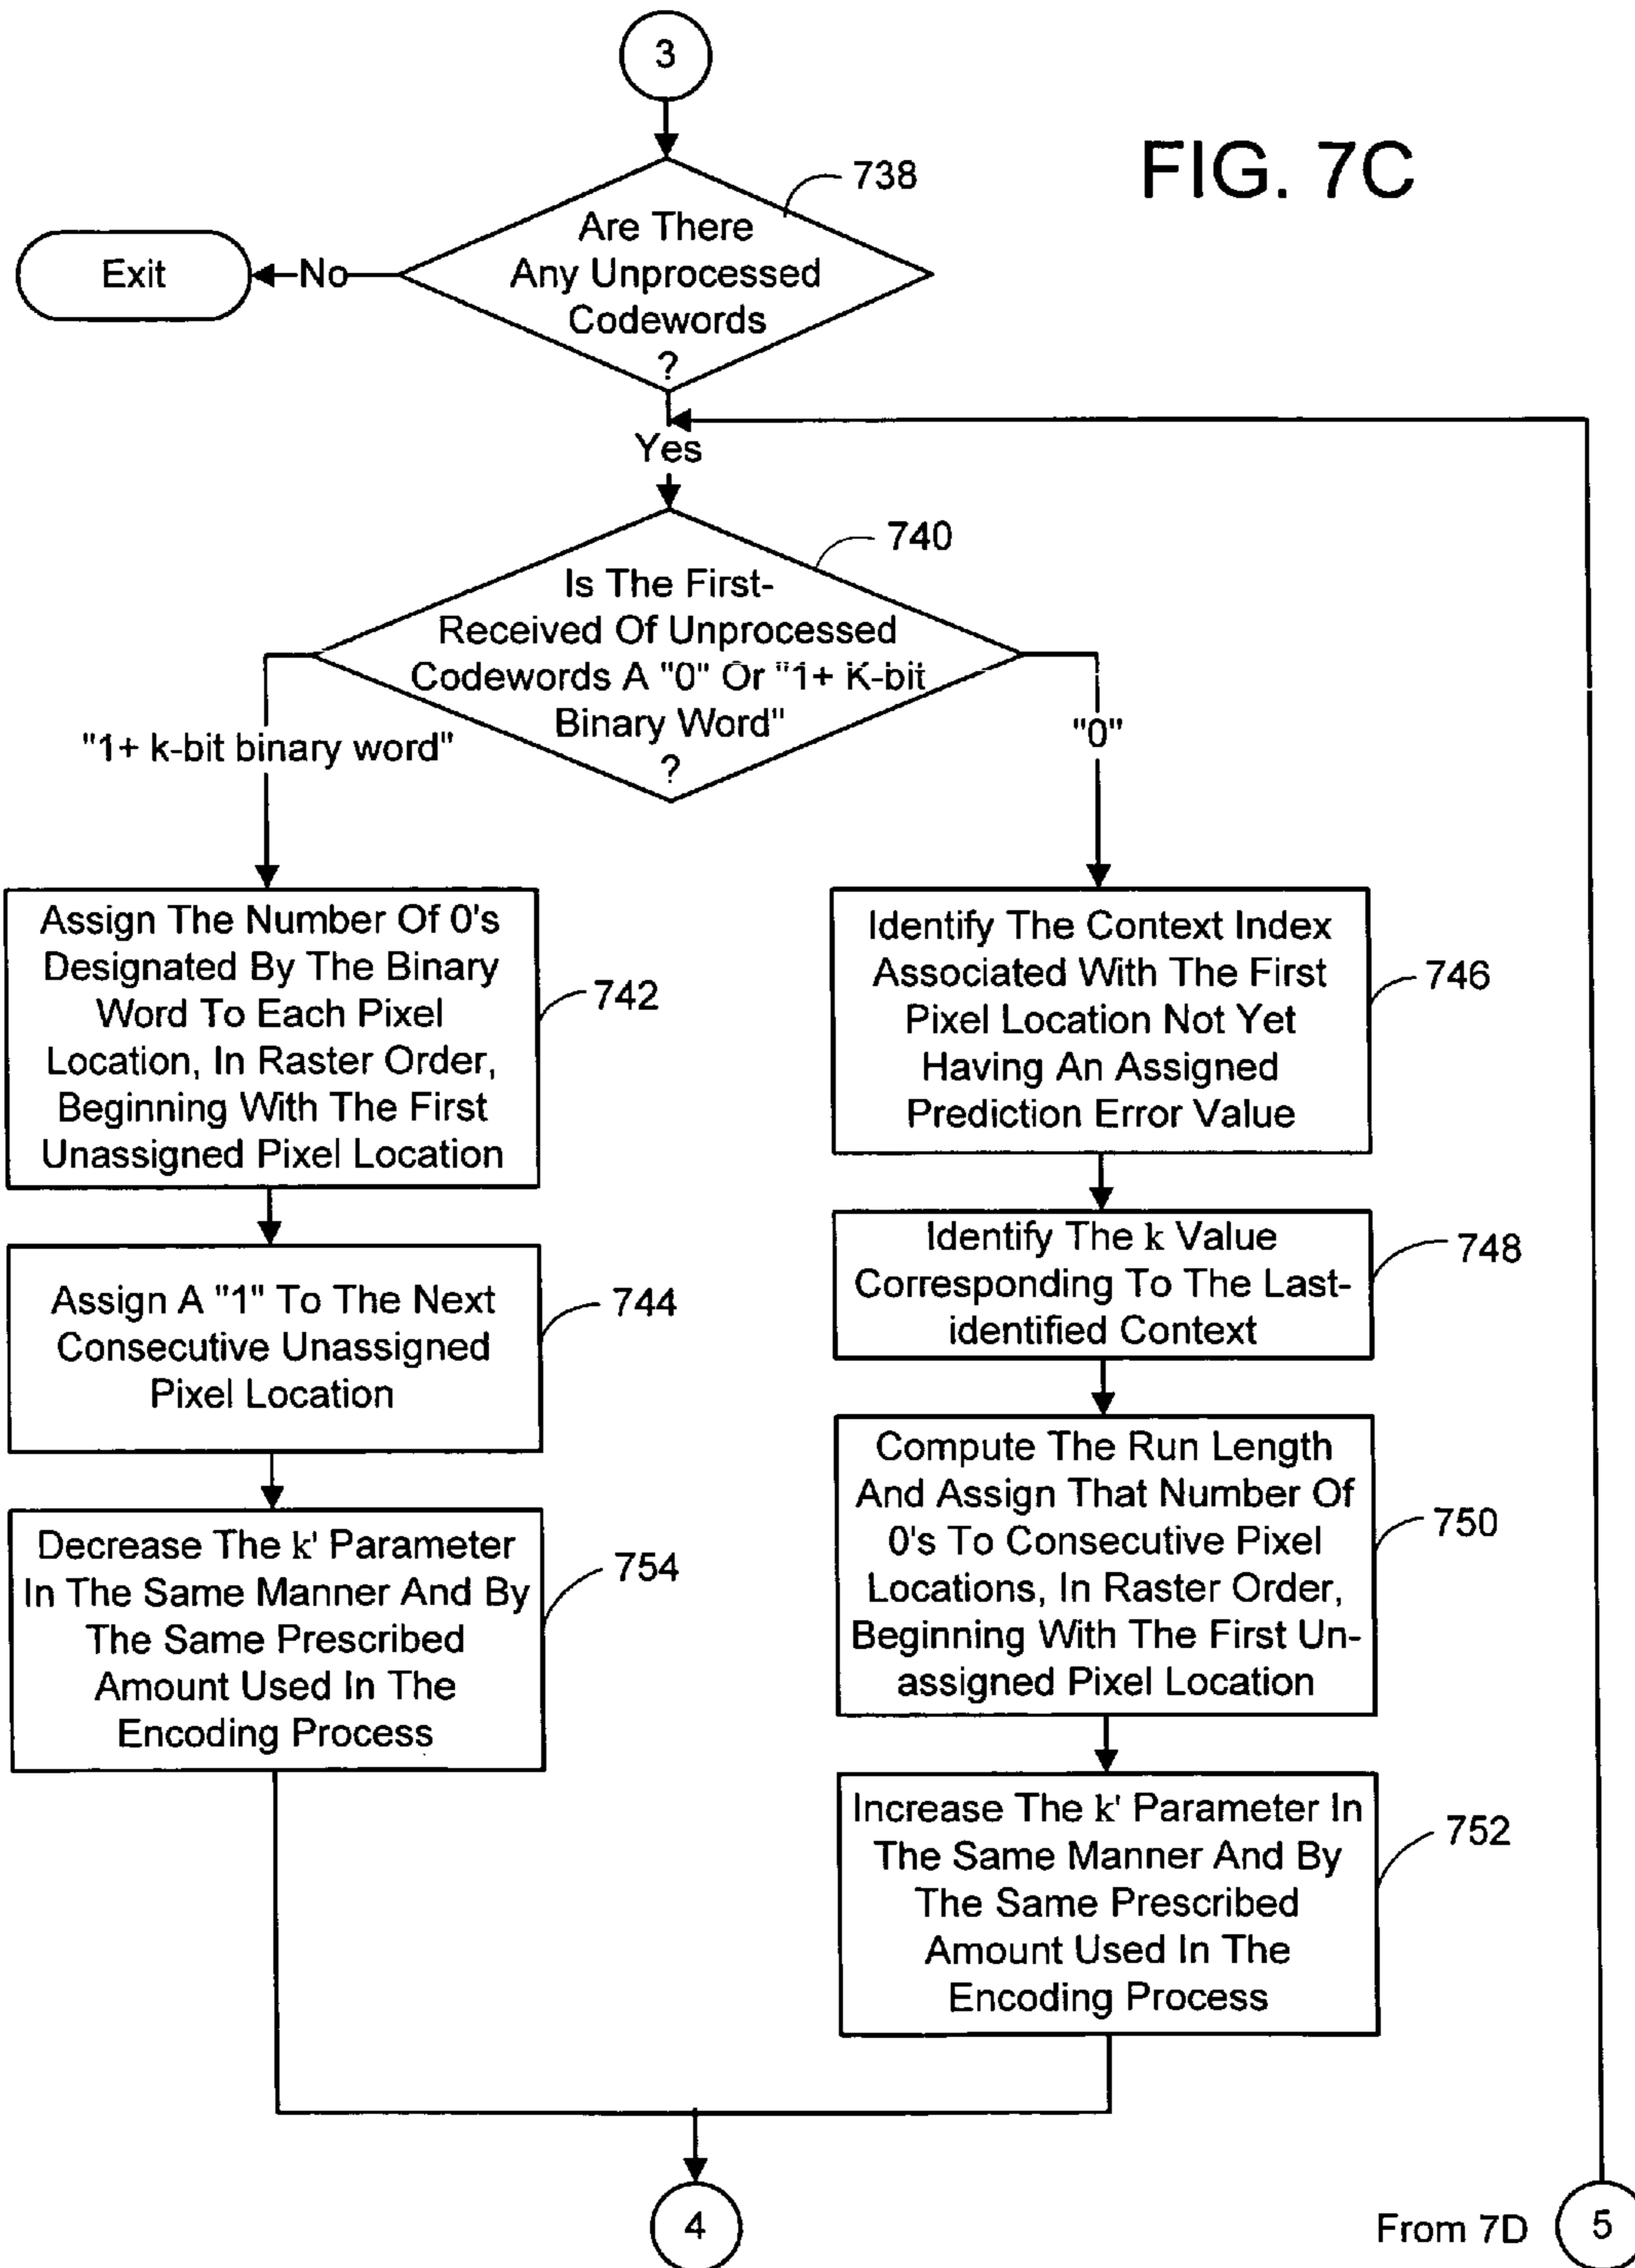 3
FIG. 7C
738
Are There
Any Unprocessed
Codewords
?
Exit
No
Yes
740
Is The First-
Received Of Unprocessed
Codewords A "0" Or "1+ K-bit
Binary Word"
?
"1+ k-bit binary word"
"0"
Assign The Number Of 0's
Designated By The Binary
Word To Each Pixel
Location, In Raster Order,
Beginning With The First
Unassigned Pixel Location
742
Assign A "1" To The Next
Consecutive Unassigned
Pixel Location
744
Decrease The k' Parameter
In The Same Manner And By
The Same Prescribed
Amount Used In The
Encoding Process
754
Identify The Context Index
Associated With The First
Pixel Location Not Yet
Having An Assigned
Prediction Error Value
746
Identify The k Value
Corresponding To The Last-
identified Context
748
Compute The Run Length
And Assign That Number Of
0's To Consecutive Pixel
Locations, In Raster Order,
Beginning With The First Un-
assigned Pixel Location
750
Increase The k' Parameter In
The Same Manner And By
The Same Prescribed
Amount Used In The
Encoding Process
752
4
From 7D
5